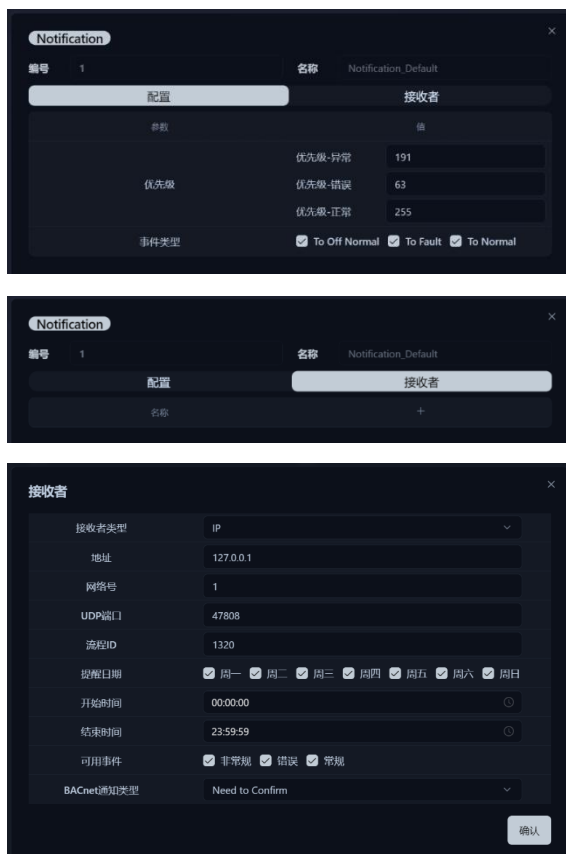 Notification
编号 1 名称 Notification_Default
配置 接收者
参数 值
优先级 优先级-异常 191
优先级-错误 63
优先级-正常 255
事件类型 To Off Normal To Fault To Normal
Notification
编号 1 名称 Notification_Default
配置 接收者
名称 +
接收者
接收者类型 IP
地址 127.0.0.1
网络号 1
UDP端口 47808
流程ID 1320
提醒日期 周一 周二 周三 周四 周五 周六 周日
开始时间 00:00:00
结束时间 23:59:59
可用事件 非常规 错误 常规
BACnet通知类型 Need to Confirm
确认